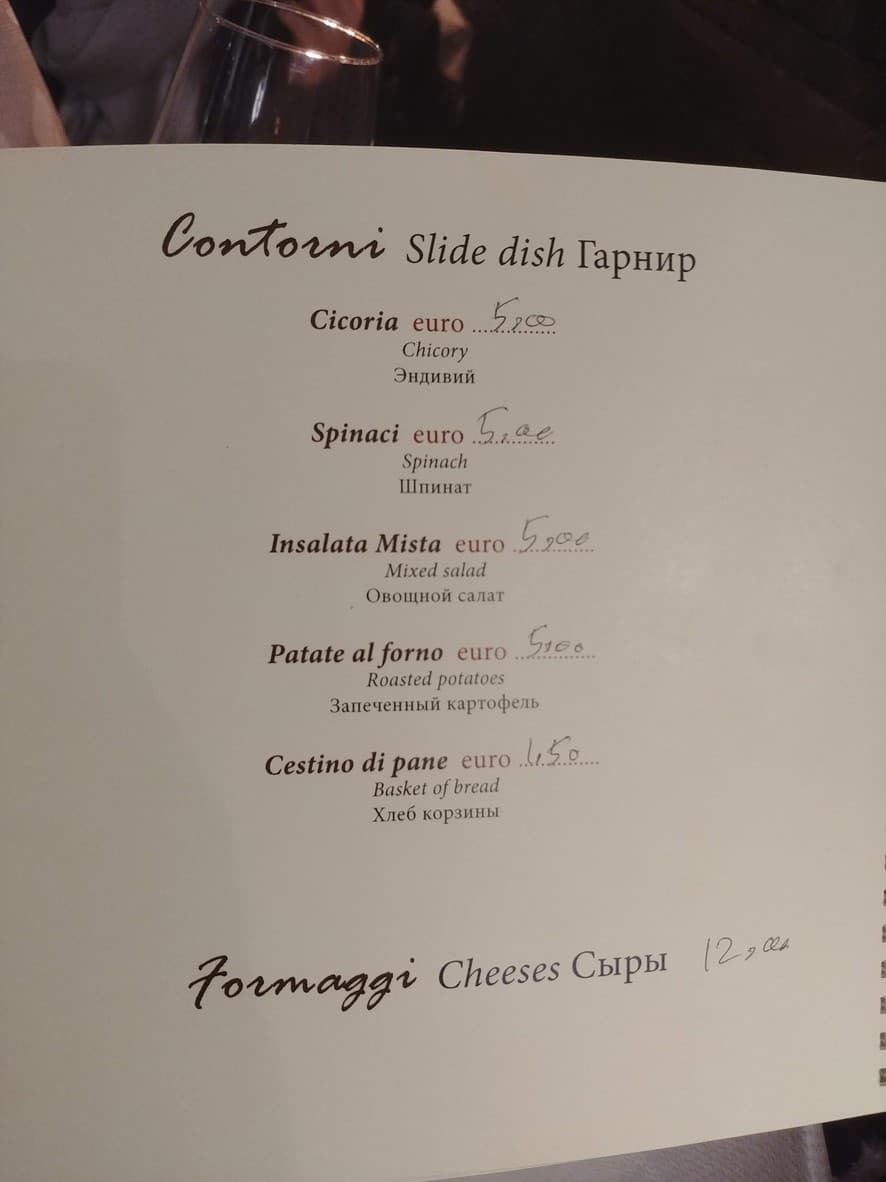 Contorni Slide dish Гарнир
Cicoria euro ...5,00...
Chicory
Эндивий
Spinaci euro ...5,00...
Spinach
Шпинат
Insalata Mista euro ...5,00...
Mixed salad
Овощной салат
Patate al forno euro ...5,00...
Roasted potatoes
Запеченный картофель
Cestino di pane euro ...1,50...
Basket of bread
Хлеб корзины
Formaggi Cheeses Сыры 12,00